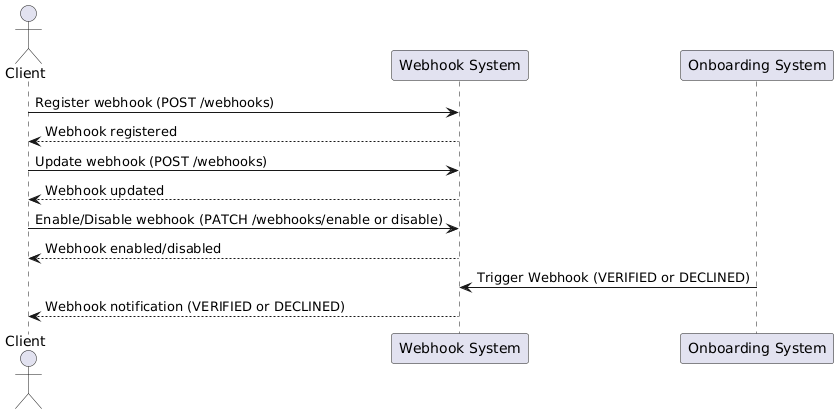 Client
Webhook System
Onboarding System
Register webhook (POST /webhooks)
Webhook registered
Update webhook (POST /webhooks)
Webhook updated
Enable/Disable webhook (PATCH /webhooks/enable or disable)
Webhook enabled/disabled
Trigger Webhook (VERIFIED or DECLINED)
Webhook notification (VERIFIED or DECLINED)
Client
Webhook System
Onboarding System